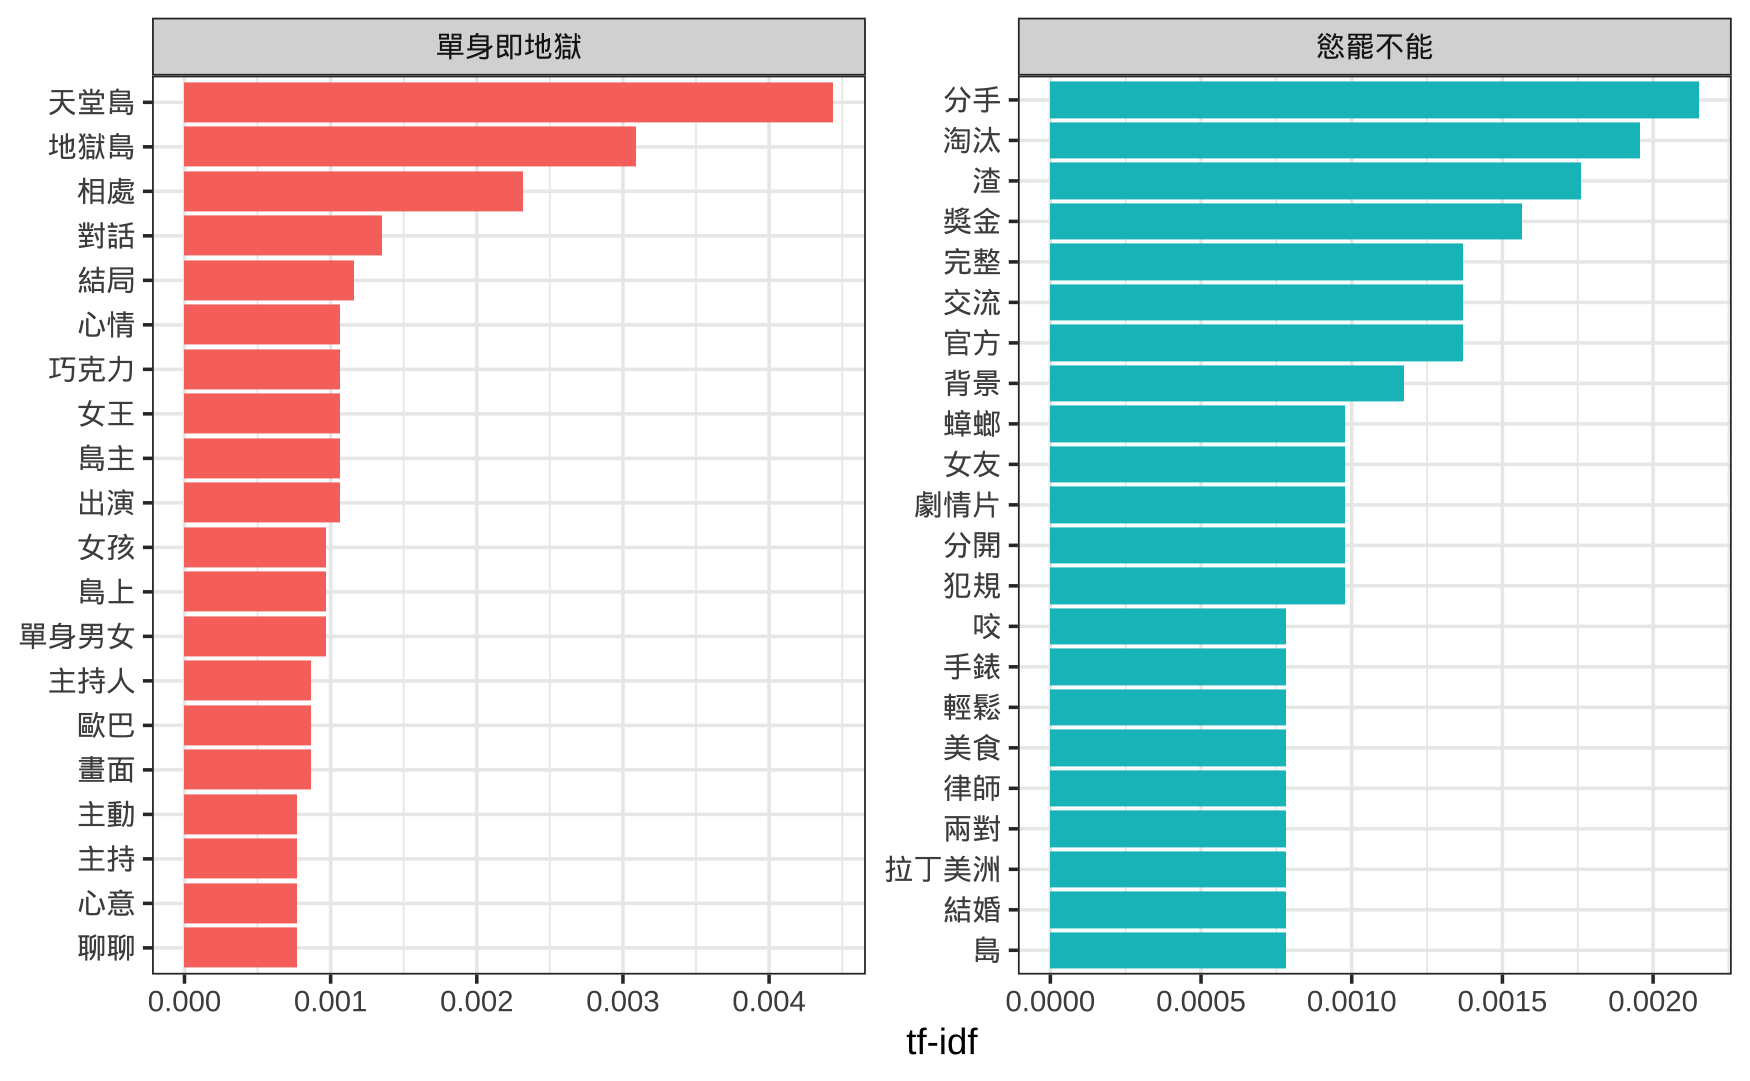 單身即地獄
天堂島
地獄島
相處
對話
結局
心情
巧克力
女王
島主
出演
女孩
島上
單身男女
主持人
歐巴
畫面
主動
主持
心意
聊聊
0.000 0.001 0.002 0.003 0.004
慾罷不能
分手
淘汰
渣
獎金
完整
交流
官方
背景
蟑螂
女友
劇情片
分開
犯規
咬
手錶
輕鬆
美食
律師
兩對
拉丁美洲
結婚
島
0.0000 0.0005 0.0010 0.0015 0.0020
tf-idf